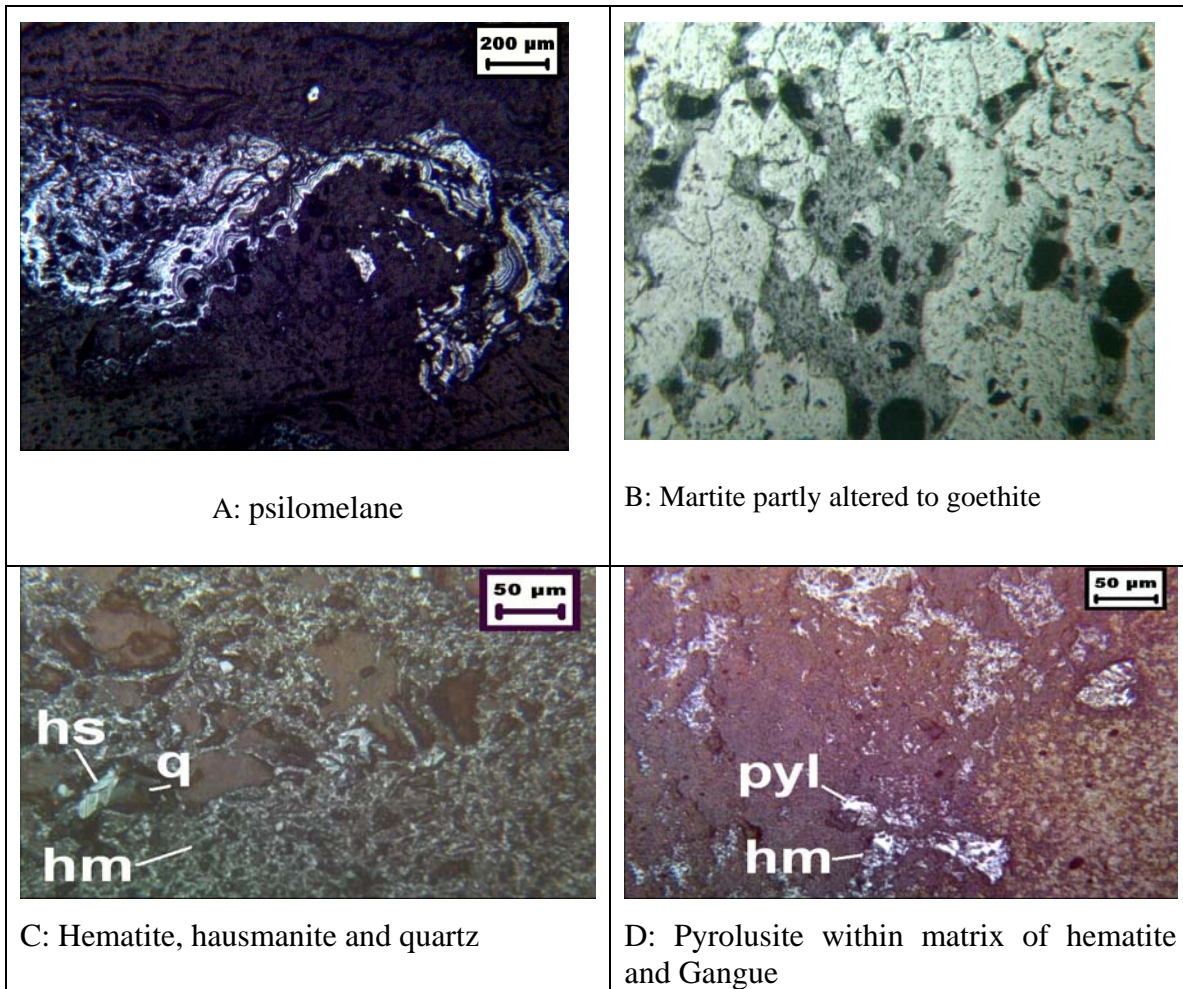 200 µm
A: psilomelane
B: Martite partly altered to goethite
50 µm
hs
q
hm
C: Hematite, hausmanite and quartz
50 µm
pyl
hm
D: Pyrolusite within matrix of hematite
and Gangue